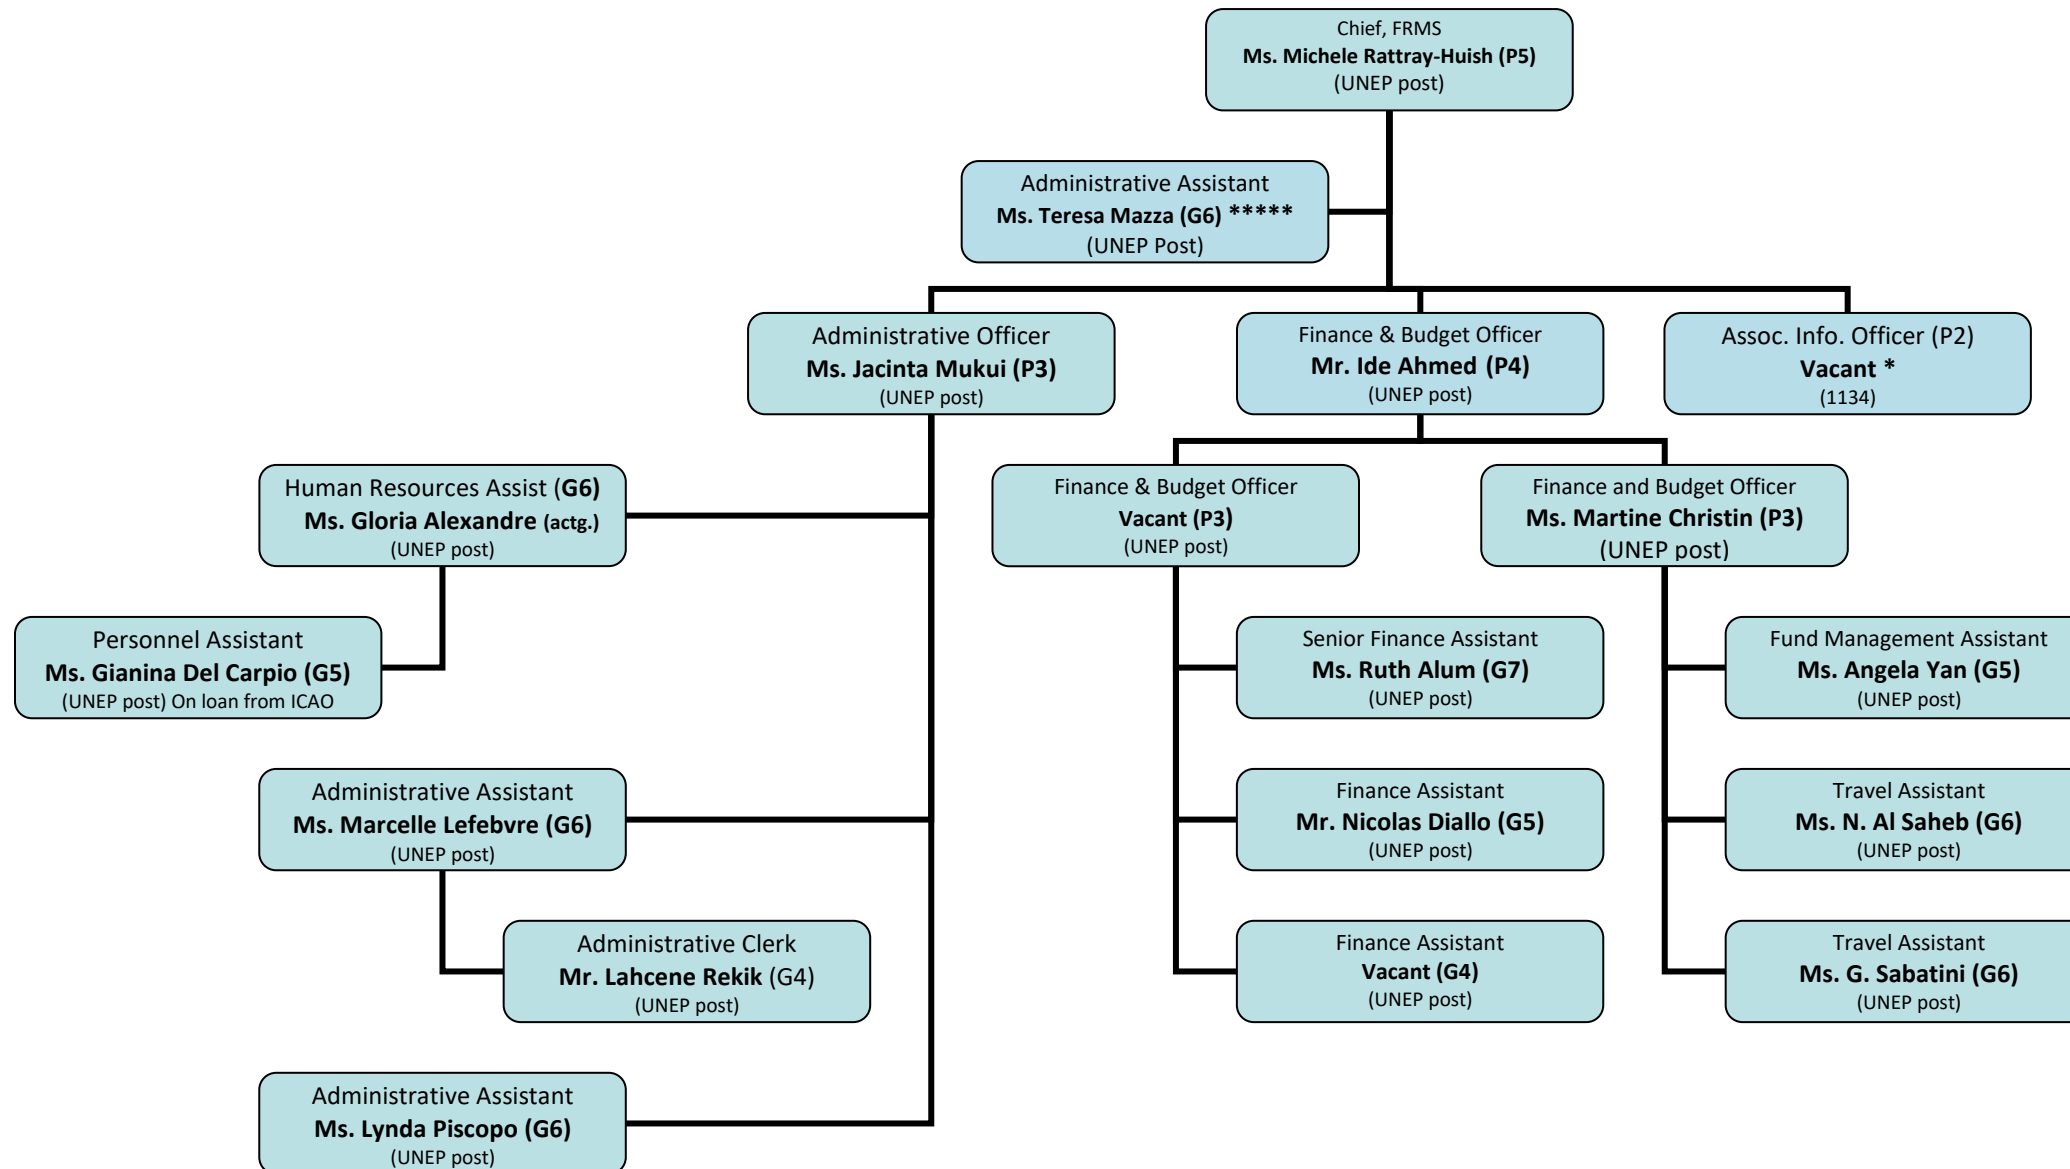 Chief, FRMS
Ms. Michele Rattray-Huish (P5)
(UNEP post)
Administrative Assistant
Ms. Teresa Mazza (G6) *****
(UNEP Post)
Administrative Officer
Ms. Jacinta Mukui (P3)
(UNEP post)
Finance & Budget Officer
Mr. Ide Ahmed (P4)
(UNEP post)
Assoc. Info. Officer (P2)
Vacant *
(1134)
Human Resources Assist (G6)
Ms. Gloria Alexandre (actg.)
(UNEP post)
Finance & Budget Officer
Vacant (P3)
(UNEP post)
Finance and Budget Officer
Ms. Martine Christin (P3)
(UNEP post)
Personnel Assistant
Ms. Gianina Del Carpio (G5)
(UNEP post) On loan from ICAO
Senior Finance Assistant
Ms. Ruth Alum (G7)
(UNEP post)
Fund Management Assistant
Ms. Angela Yan (G5)
(UNEP post)
Administrative Assistant
Ms. Marcelle Lefebvre (G6)
(UNEP post)
Finance Assistant
Mr. Nicolas Diallo (G5)
(UNEP post)
Travel Assistant
Ms. N. Al Saheb (G6)
(UNEP post)
Administrative Clerk
Mr. Lahcene Rekik (G4)
(UNEP post)
Finance Assistant
Vacant (G4)
(UNEP post)
Travel Assistant
Ms. G. Sabatini (G6)
(UNEP post)
Administrative Assistant
Ms. Lynda Piscopo (G6)
(UNEP post)